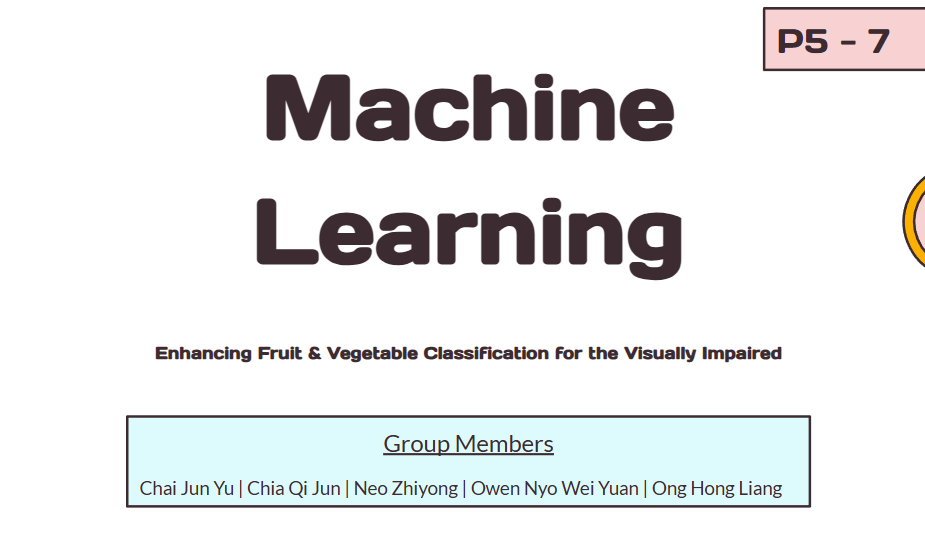 P5 - 7
Machine
Learning
Enhancing Fruit & Vegetable Classification for the Visually Impaired
Group Members
Chai Jun Yu | Chia Qi Jun | Neo Zhiyong | Owen Nyo Wei Yuan | Ong Hong Liang